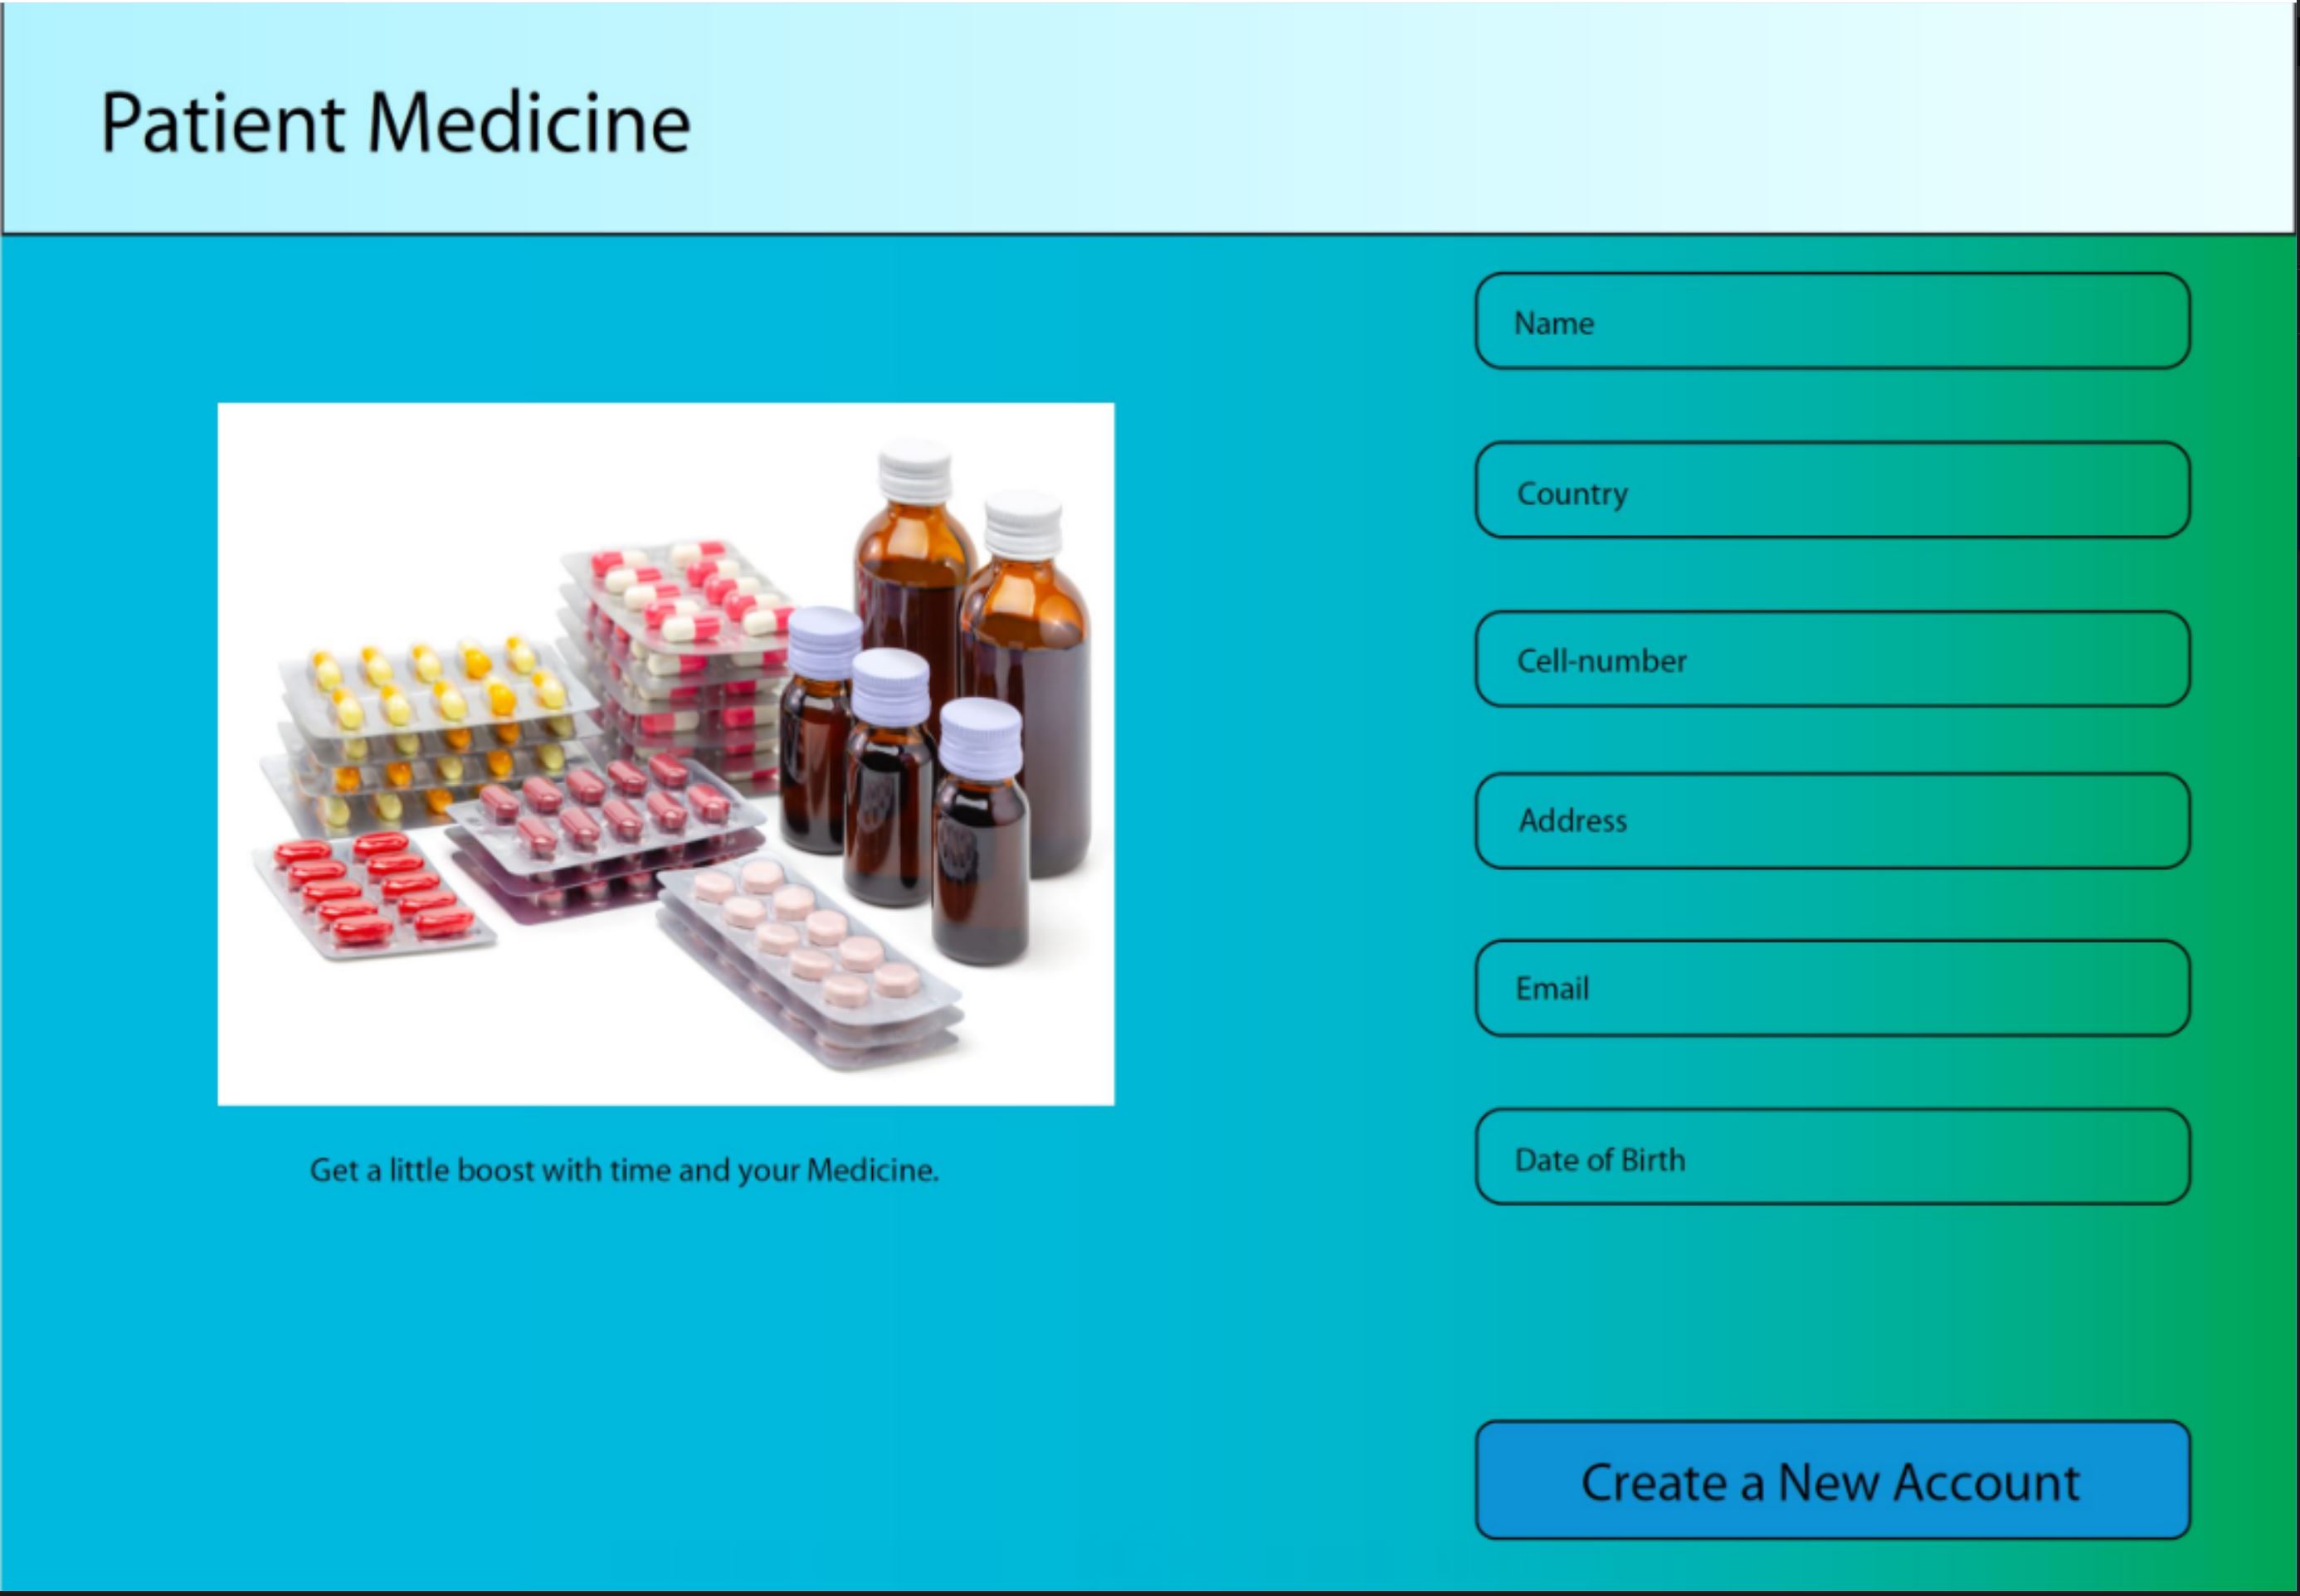 Patient Medicine
Name
Country
Cell-number
Address
Email
Date of Birth
Get a little boost with time and your Medicine.
Create a New Account